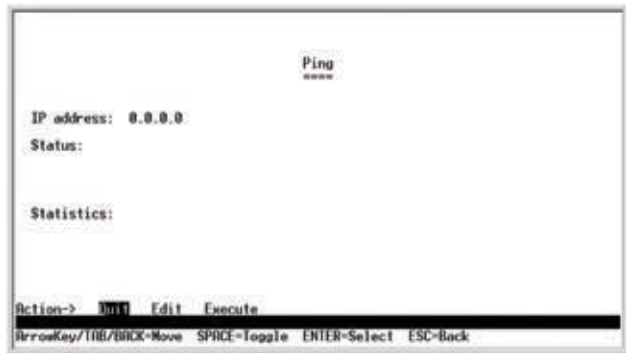 Ping
====
IP address: 0.0.0.0
Status:
Statistics:
Action-> Quit Edit Execute
ArrowKey/TAB/BACK=Move SPACE=Toggle ENTER=Select ESC=Back